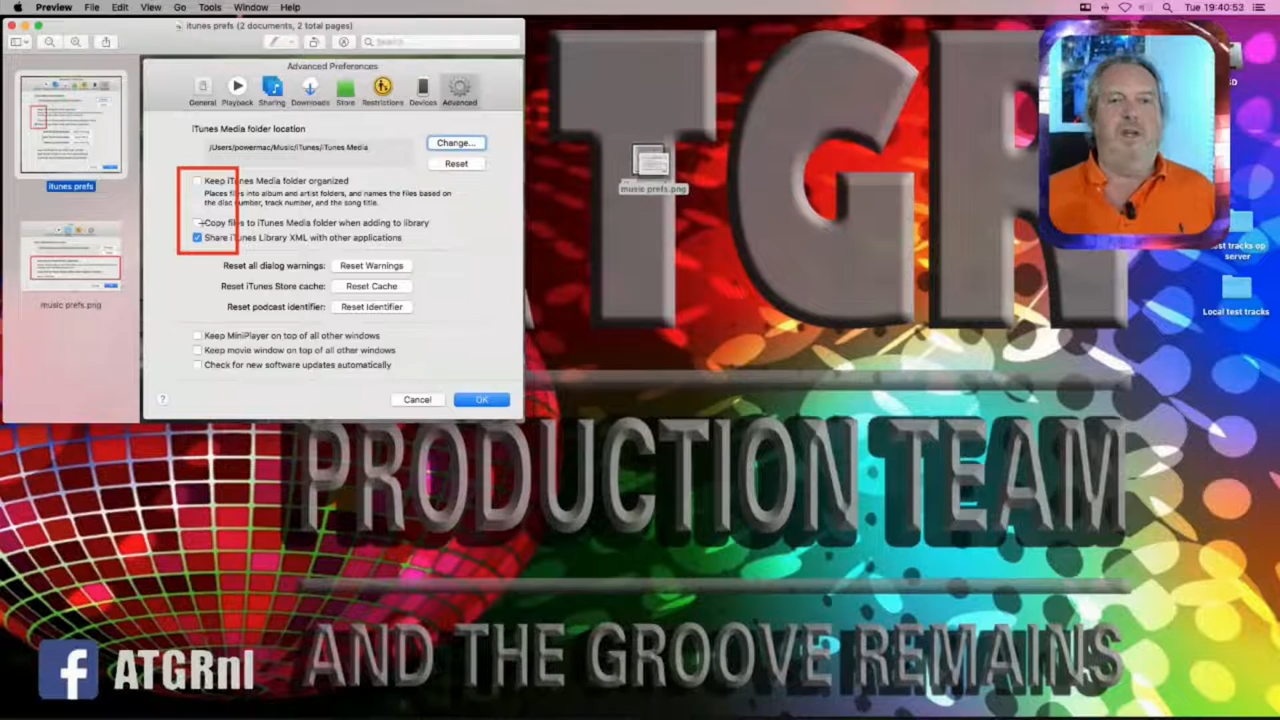 Preview File Edit View Go Tools Window Help
Tue 19:40:53
itunes prefs (2 documents, 2 total pages)
Search
Advanced Preferences
General Playback Sharing Downloads Store Restrictions Devices Advanced
iTunes Media folder location
/Users/powermac/Music/iTunes/iTunes Media
Change...
Reset
Keep iTunes Media folder organized
Places files into album and artist folders, and names the files based on
the disc number, track number, and the song title.
Copy files to iTunes Media folder when adding to library
Share iTunes Library XML with other applications
Reset all dialog warnings: Reset Warnings
Reset iTunes Store cache: Reset Cache
Reset podcast identifier: Reset Identifier
Keep MiniPlayer on top of all other windows
Keep movie window on top of all other windows
Check for new software updates automatically
? Cancel OK
itunes prefs
music prefs.png
music prefs.png
test tracks op
server
Local test tracks
TGR
PRODUCTION TEAM
AND THE GROOVE REMAINS
f ATGRnl